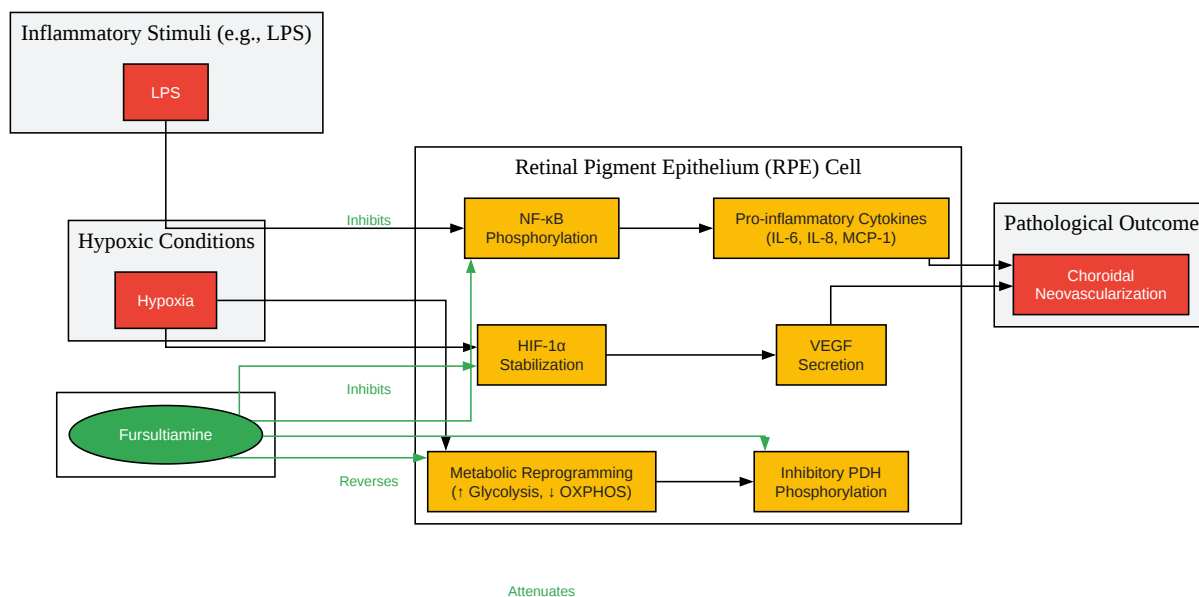 Inflammatory Stimuli (e.g., LPS)
LPS
Retinal Pigment Epithelium (RPE) Cell
Inhibits
NF-κB
Phosphorylation
Pro-inflammatory Cytokines
(IL-6, IL-8, MCP-1)
Pathological Outcome
Choroidal
Neovascularization
Hypoxic Conditions
Hypoxia
HIF-1α
Stabilization
VEGF
Secretion
Inhibits
Fursultiamine
Reverses
Metabolic Reprogramming
(↑ Glycolysis, ↓ OXPHOS)
Inhibitory PDH
Phosphorylation
Attenuates